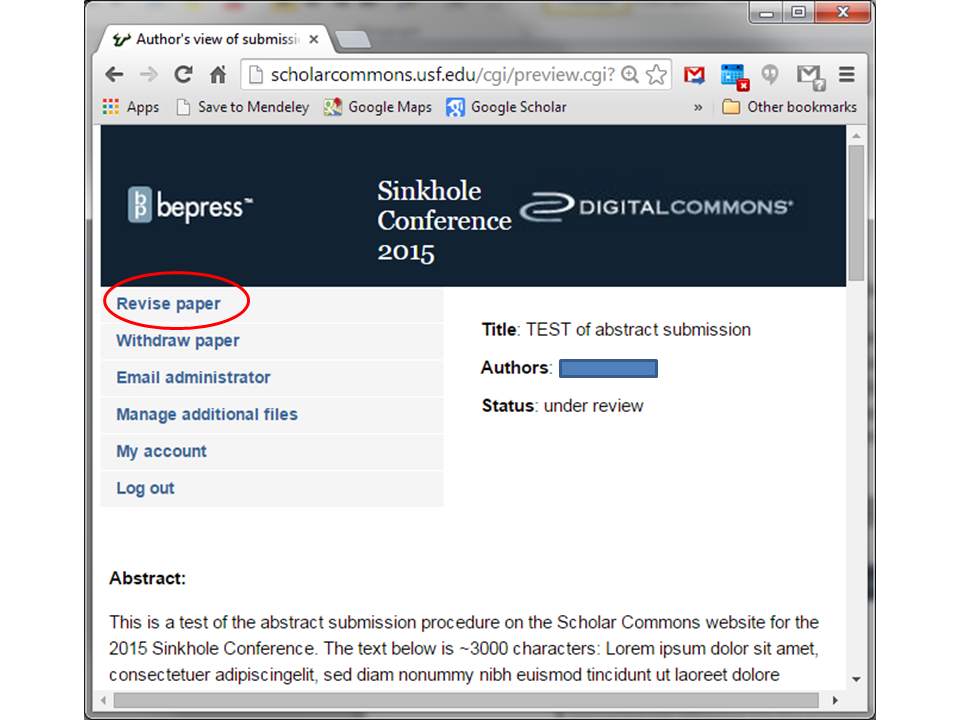 Author's view of submissi
scholarcommons.usf.edu/cgi/preview.cgi?
Apps Save to Mendeley Google Maps Google Scholar » Other bookmarks
bepress™
Sinkhole
Conference
2015
DIGITALCOMMONS
Revise paper
Withdraw paper
Email administrator
Manage additional files
My account
Log out
Title: TEST of abstract submission
Authors:
Status: under review
Abstract:
This is a test of the abstract submission procedure on the Scholar Commons website for the
2015 Sinkhole Conference. The text below is ~3000 characters: Lorem ipsum dolor sit amet,
consectetuer adipiscingelit, sed diam nonummy nibh euismod tincidunt ut laoreet dolore